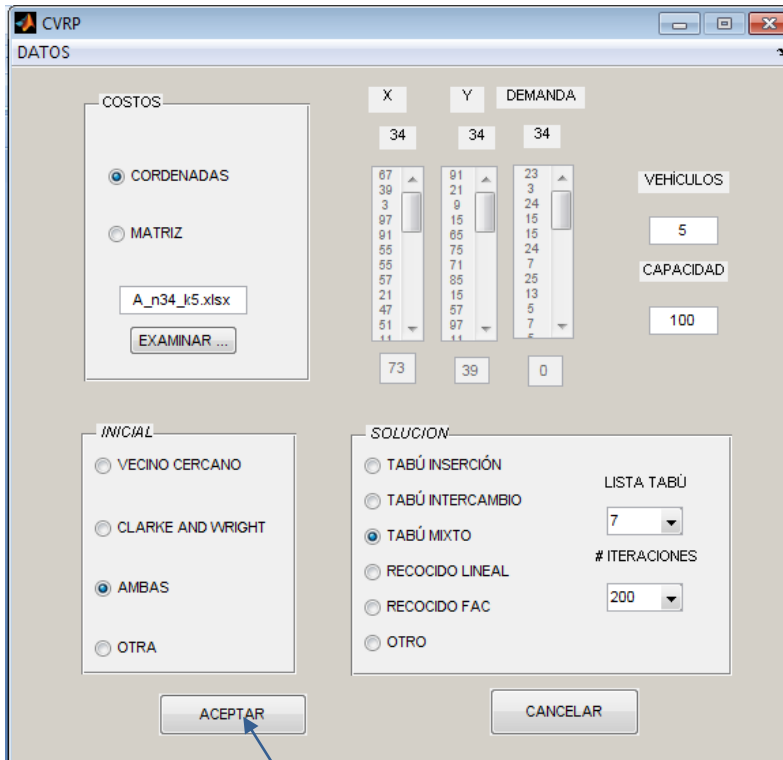 CVRP
DATOS
COSTOS
CORDENADAS
MATRIZ
A_n34_k5.xlsx
EXAMINAR ...
X Y DEMANDA
34 34 34
67 91 23
39 21 3
3 9 24
97 15 15
91 65 15
55 75 24
55 71 7
57 85 25
21 15 13
47 57 5
51 97 7
11 11 5
73 39 0
VEHÍCULOS
5
CAPACIDAD
100
INICIAL
VECINO CERCANO
CLARKE AND WRIGHT
AMBAS
OTRA
SOLUCION
TABÚ INSERCIÓN
TABÚ INTERCAMBIO
TABÚ MIXTO
RECOCIDO LINEAL
RECOCIDO FAC
OTRO
LISTA TABÙ
7
# ITERACIONES
200
ACEPTAR
CANCELAR